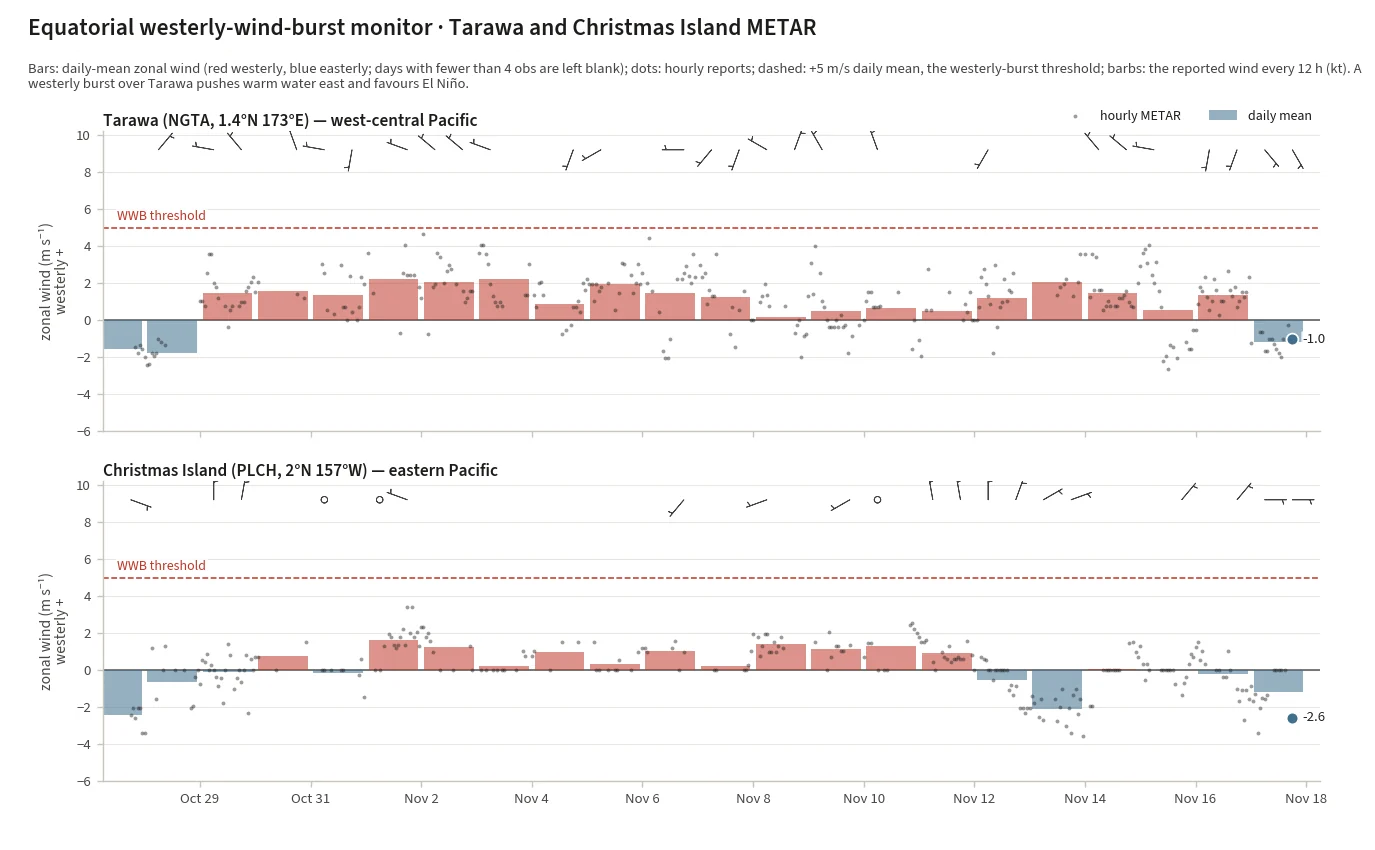 Equatorial westerly-wind-burst monitor · Tarawa and Christmas Island METAR
Bars: daily-mean zonal wind (red westerly, blue easterly; days with fewer than 4 obs are left blank); dots: hourly reports; dashed: +5 m/s daily mean, the westerly-burst threshold; barbs: the reported wind every 12 h (kt). A
westerly burst over Tarawa pushes warm water east and favours El Niño.
Tarawa (NGTA, 1.4°N 173°E) — west-central Pacific
hourly METAR
daily mean
10
8
6
4
2
0
−2
−4
−6
zonal wind (m s⁻¹)
westerly +
WWB threshold
-1.0
Christmas Island (PLCH, 2°N 157°W) — eastern Pacific
10
8
6
4
2
0
−2
−4
−6
zonal wind (m s⁻¹)
westerly +
WWB threshold
-2.6
Oct 29
Oct 31
Nov 2
Nov 4
Nov 6
Nov 8
Nov 10
Nov 12
Nov 14
Nov 16
Nov 18